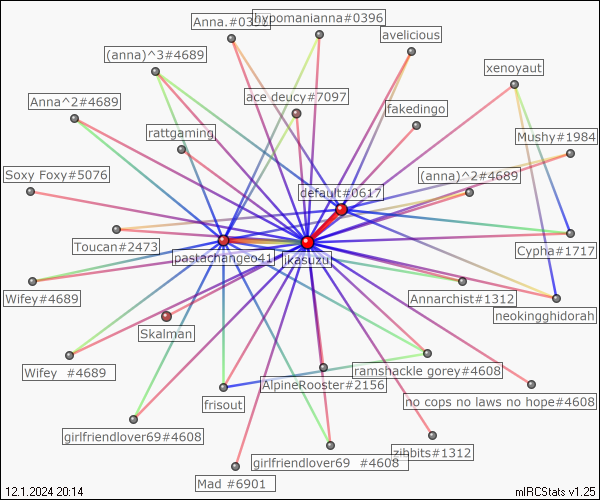 Anna.#0396
hypomanianna#0396
avelicious
(anna)^3#4689
xenoyaut
Anna^2#4689
ace deucy#7097
fakedingo
rattgaming
Mushy#1984
Soxy Foxy#5076
(anna)^2#4689
default#0617
Toucan#2473
pastachangeo41
ikasuzu
Cypha#1717
Wifey#4689
Annarchist#1312
neokingghidorah
Skalman
Wifey #4689
ramshackle gorey#4608
AlpineRooster#2156
frisout
no cops no laws no hope#4608
girlfriendlover69#4608
zibbits#1312
girlfriendlover69 #4608
Mad #6901
12.1.2024 20:14
mIRCStats v1.25